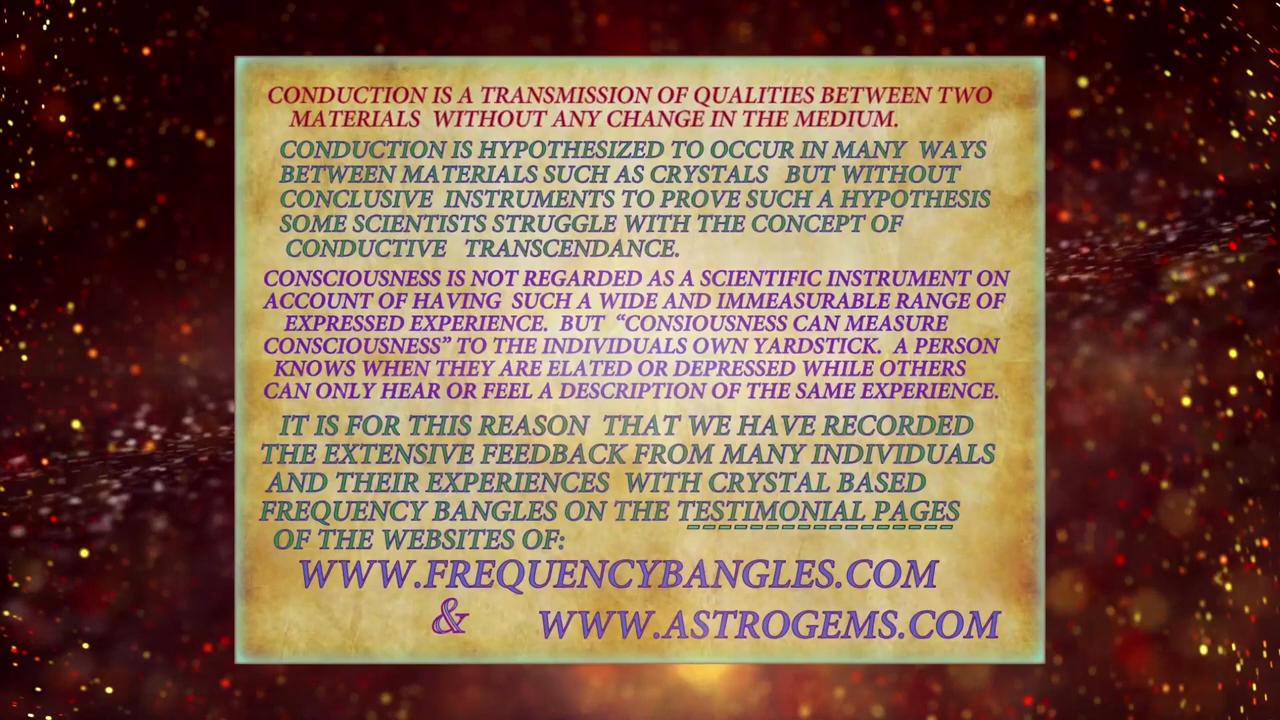 CONDUCTION IS A TRANSMISSION OF QUALITIES BETWEEN TWO
MATERIALS WITHOUT ANY CHANGE IN THE MEDIUM.
CONDUCTION IS HYPOTHESIZED TO OCCUR IN MANY WAYS
BETWEEN MATERIALS SUCH AS CRYSTALS BUT WITHOUT
CONCLUSIVE INSTRUMENTS TO PROVE SUCH A HYPOTHESIS
SOME SCIENTISTS STRUGGLE WITH THE CONCEPT OF
CONDUCTIVE TRANSCENDANCE.
CONSCIOUSNESS IS NOT REGARDED AS A SCIENTIFIC INSTRUMENT ON
ACCOUNT OF HAVING SUCH A WIDE AND IMMEASURABLE RANGE OF
EXPRESSED EXPERIENCE. BUT “CONSIOUSNESS CAN MEASURE
CONSCIOUSNESS” TO THE INDIVIDUALS OWN YARDSTICK. A PERSON
KNOWS WHEN THEY ARE ELATED OR DEPRESSED WHILE OTHERS
CAN ONLY HEAR OR FEEL A DESCRIPTION OF THE SAME EXPERIENCE.
IT IS FOR THIS REASON THAT WE HAVE RECORDED
THE EXTENSIVE FEEDBACK FROM MANY INDIVIDUALS
AND THEIR EXPERIENCES WITH CRYSTAL BASED
FREQUENCY BANGLES ON THE TESTIMONIAL PAGES
OF THE WEBSITES OF:
WWW.FREQUENCYBANGLES.COM
& WWW.ASTROGEMS.COM